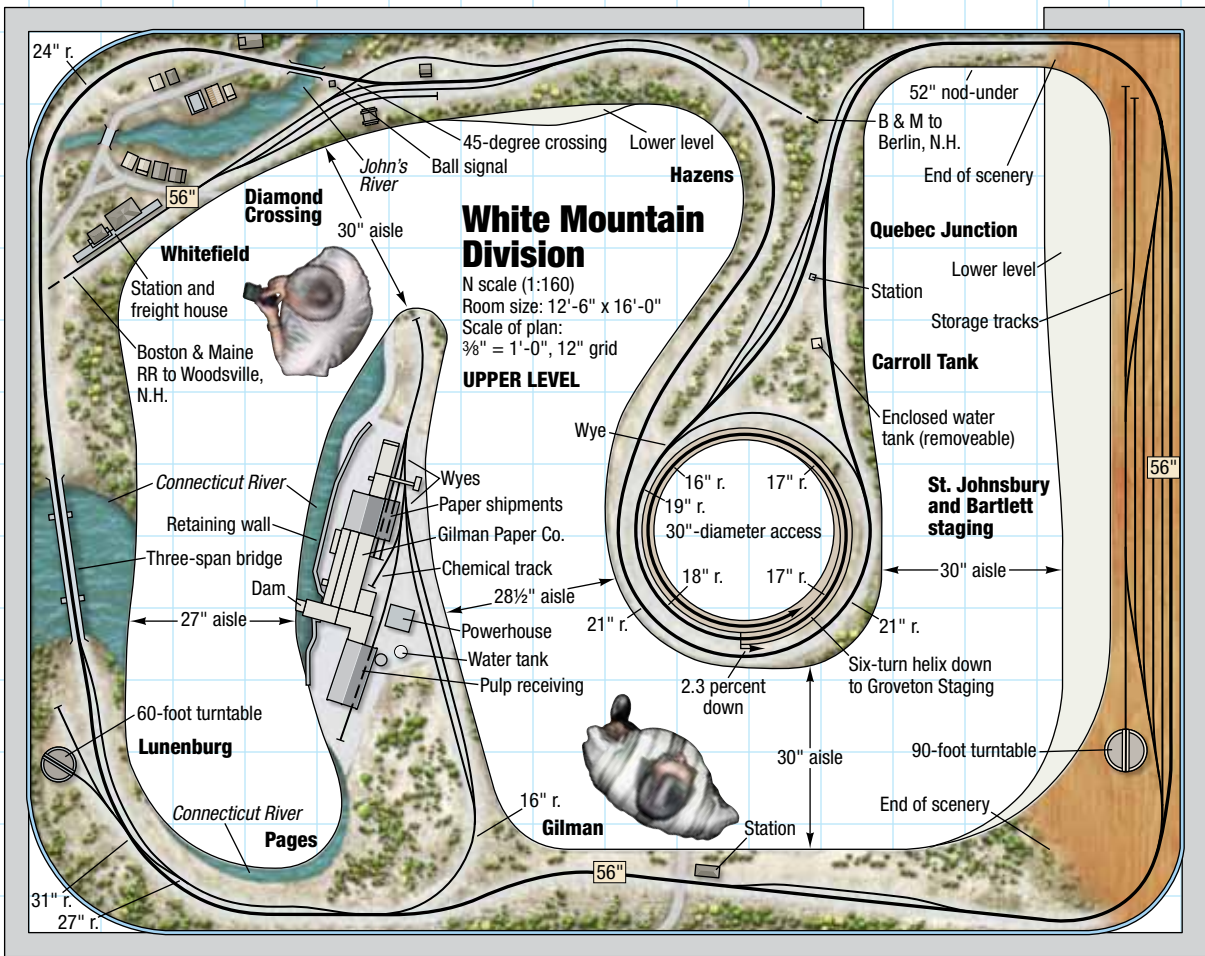 24" r.
52" nod-under
B & M to
Berlin, N.H.
45-degree crossing
Lower level
Ball signal
John's
River
Hazens
End of scenery
56"
Diamond
Crossing
30" aisle
White Mountain
Division
N scale (1:160)
Room size: 12'-6" x 16'-0"
Scale of plan:
3/8" = 1'-0", 12" grid
UPPER LEVEL
Quebec Junction
Whitefield
Station and
freight house
Lower level
Station
Storage tracks
Boston & Maine
RR to Woodsville,
N.H.
Carroll Tank
Enclosed water
tank (removeable)
Wye
Connecticut River
Wyes
16" r.
17" r.
56"
Paper shipments
19" r.
St. Johnsbury
and Bartlett
staging
Retaining wall
Gilman Paper Co.
30"-diameter access
Three-span bridge
Chemical track
Dam
28½" aisle
18" r.
17" r.
30" aisle
27" aisle
Powerhouse
21" r.
21" r.
Water tank
Pulp receiving
2.3 percent
down
Six-turn helix down
to Groveton Staging
60-foot turntable
Lunenburg
30" aisle
90-foot turntable
Connecticut River
Pages
16" r.
Gilman
Station
End of scenery
56"
31" r.
27" r.